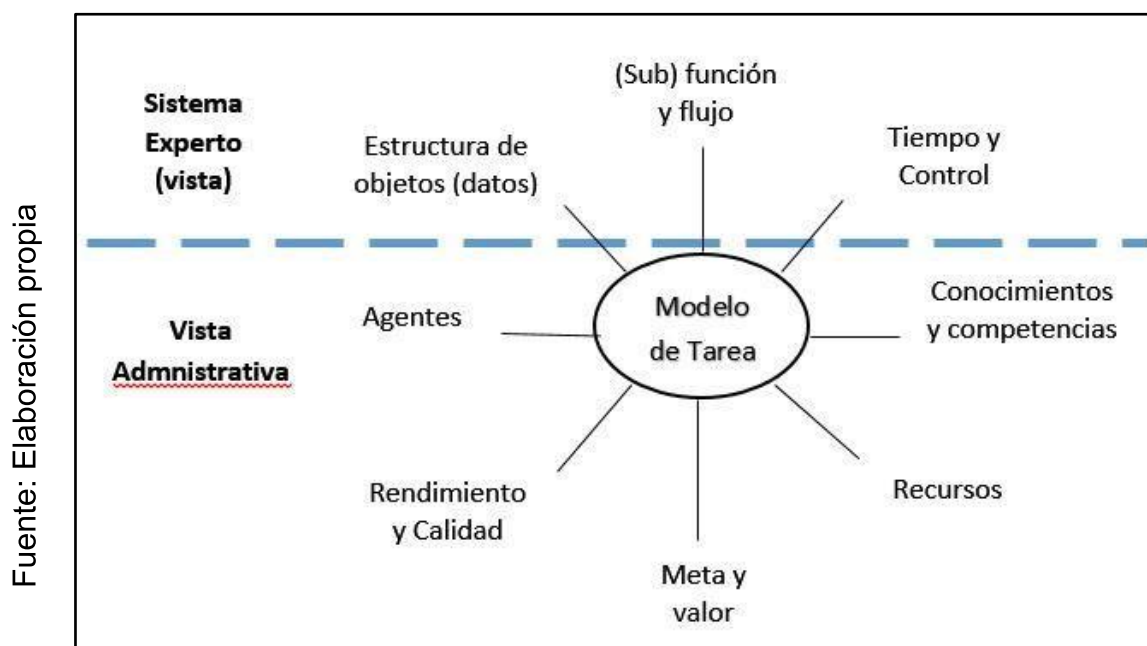 Fuente: Elaboración propia
Sistema
Experto
(vista)
Estructura de
objetos (datos)
(Sub) función
y flujo
Tiempo y
Control
Vista
Admnistrativa
Agentes
Modelo
de Tarea
Conocimientos
y competencias
Rendimiento
y Calidad
Meta y
valor
Recursos